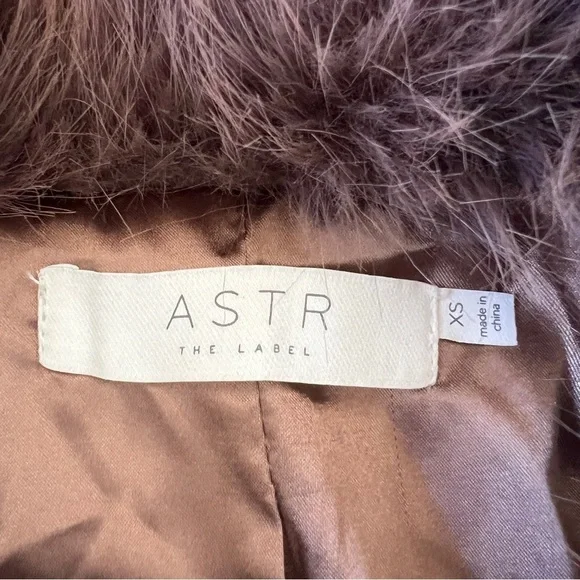 ASTR
THE LABEL
XS
made in
china